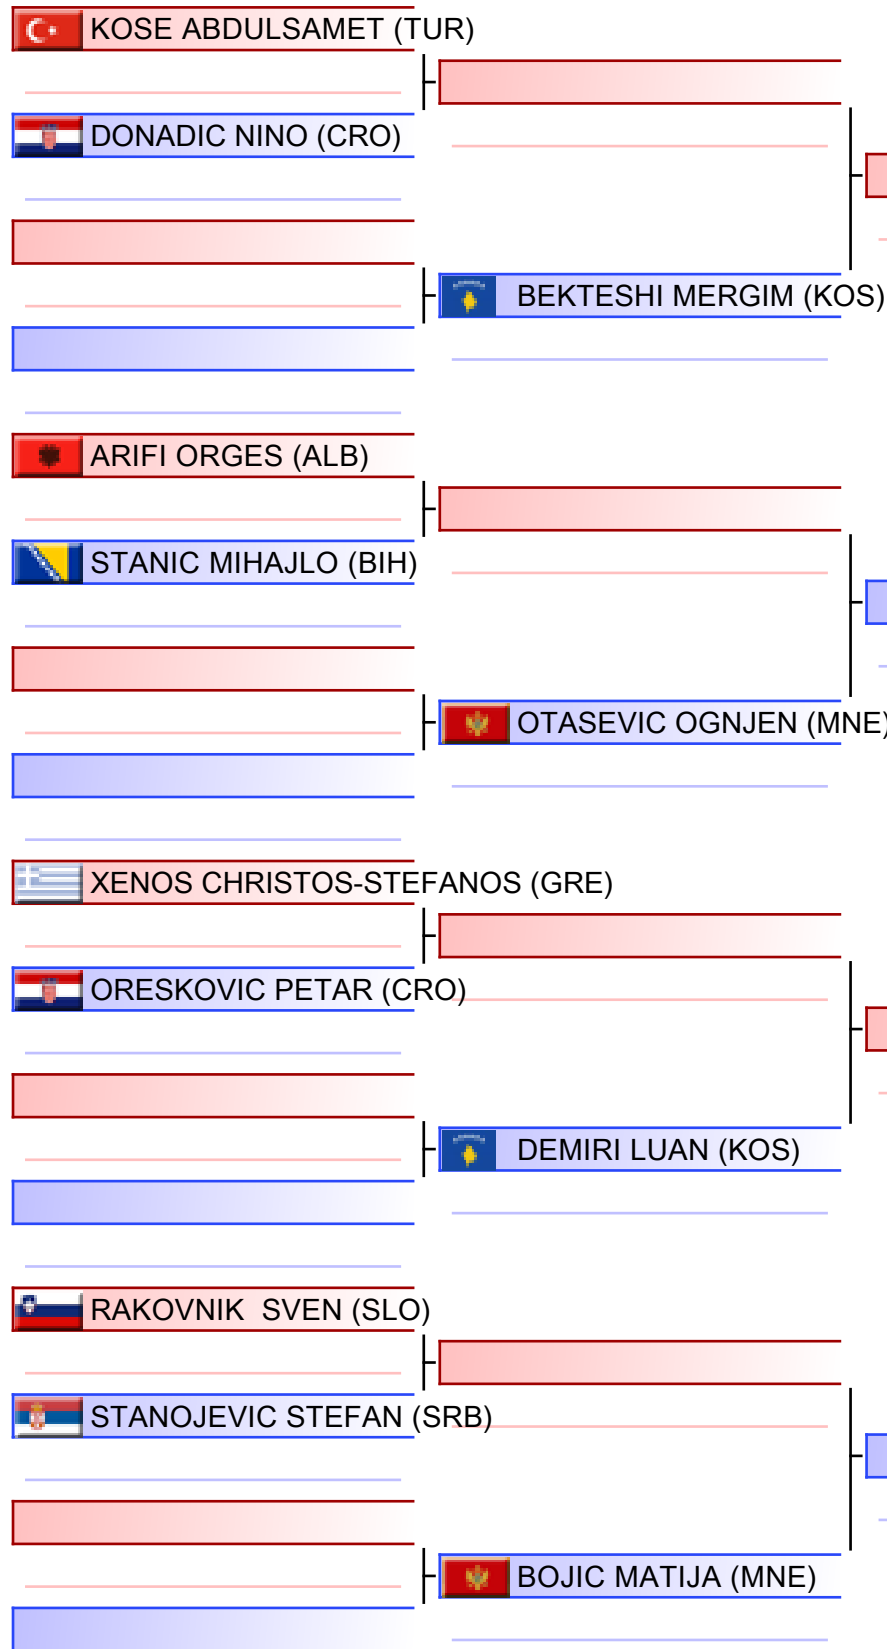 KOSE ABDULSAMET (TUR)
DONADIC NINO (CRO)
BEKTESHI MERGIM (KOS)
ARIFI ORGES (ALB)
STANIC MIHAJLO (BIH)
OTASEVIC OGNJEN (MNE)
XENOS CHRISTOS-STEFANOS (GRE)
ORESKOVIC PETAR (CRO)
DEMIRI LUAN (KOS)
RAKOVNIK  SVEN (SLO)
STANOJEVIC STEFAN (SRB)
BOJIC MATIJA (MNE)